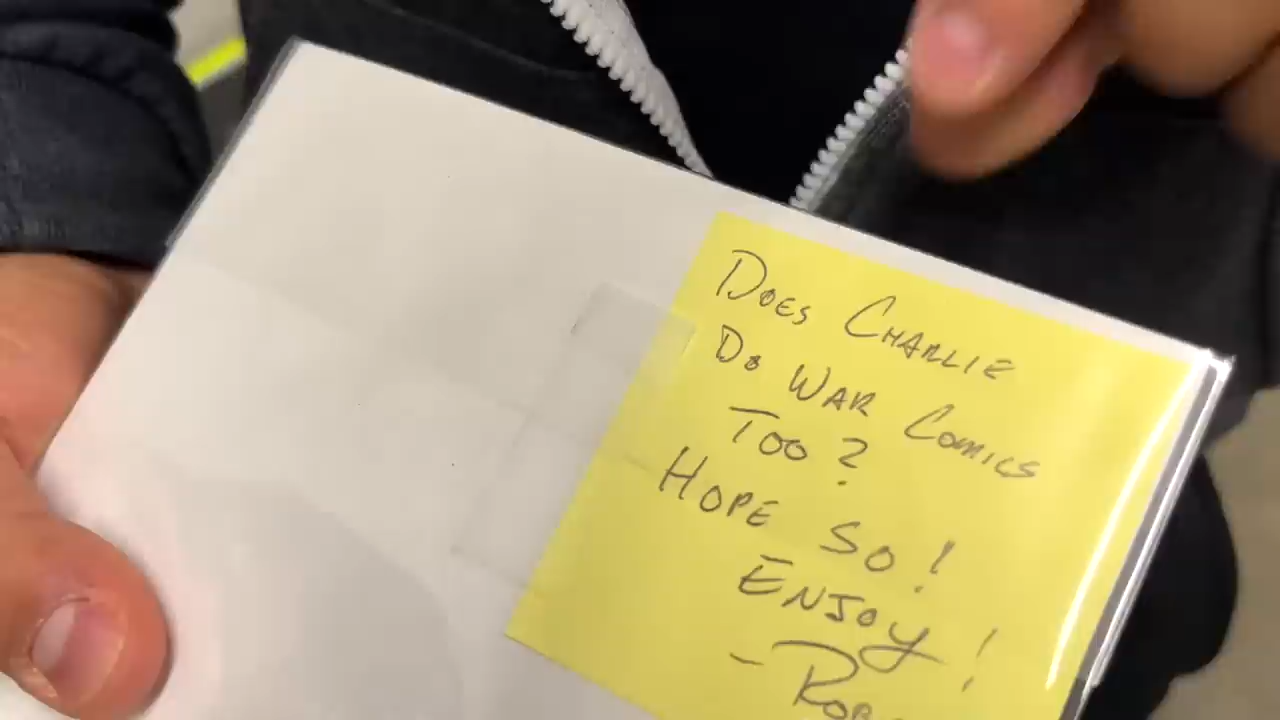 DOES CHARLIE
DO WAR COMICS
TOO?
HOPE SO!
ENJOY!